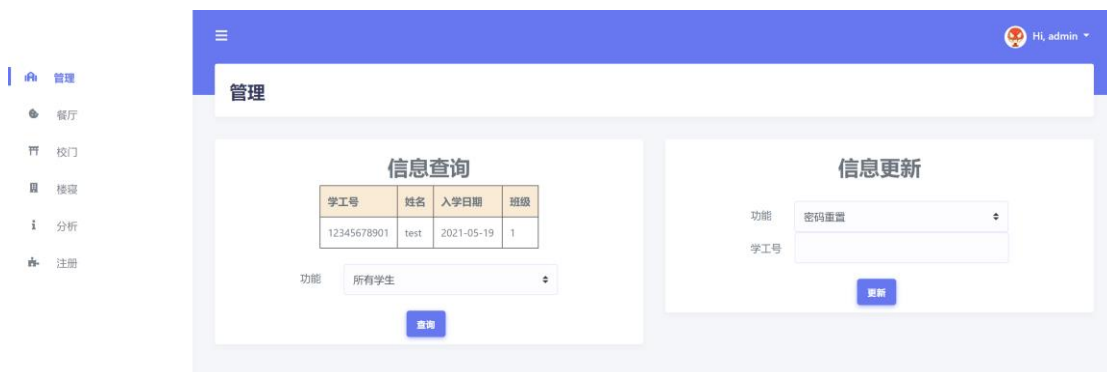 Hi, admin
管理
餐厅
校门
楼寝
分析
注册
管理
信息查询
学工号 姓名 入学日期 班级
12345678901 test 2021-05-19 1
功能 所有学生
查询
信息更新
功能 密码重置
学工号
更新